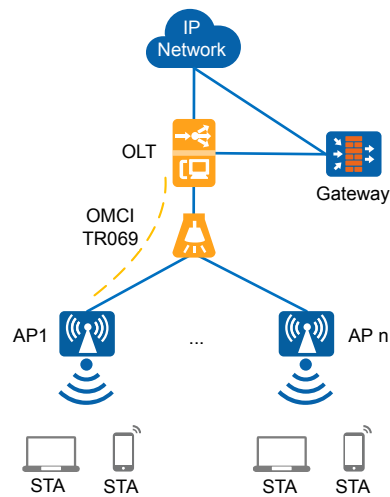 IP
Network
OLT
Gateway
OMCI
TR069
AP1
...
AP n
STA
STA
STA
STA